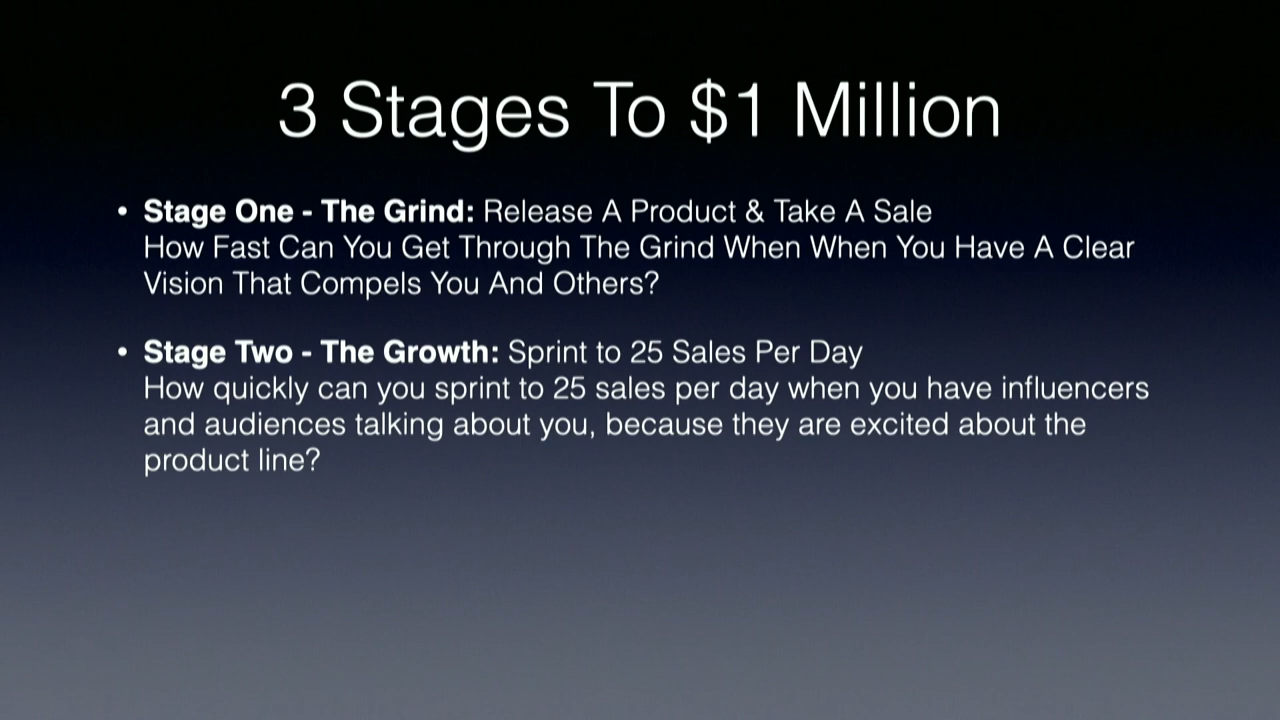 3 Stages To $1 Million
• Stage One - The Grind: Release A Product & Take A Sale
How Fast Can You Get Through The Grind When When You Have A Clear
Vision That Compels You And Others?
• Stage Two - The Growth: Sprint to 25 Sales Per Day
How quickly can you sprint to 25 sales per day when you have influencers
and audiences talking about you, because they are excited about the
product line?